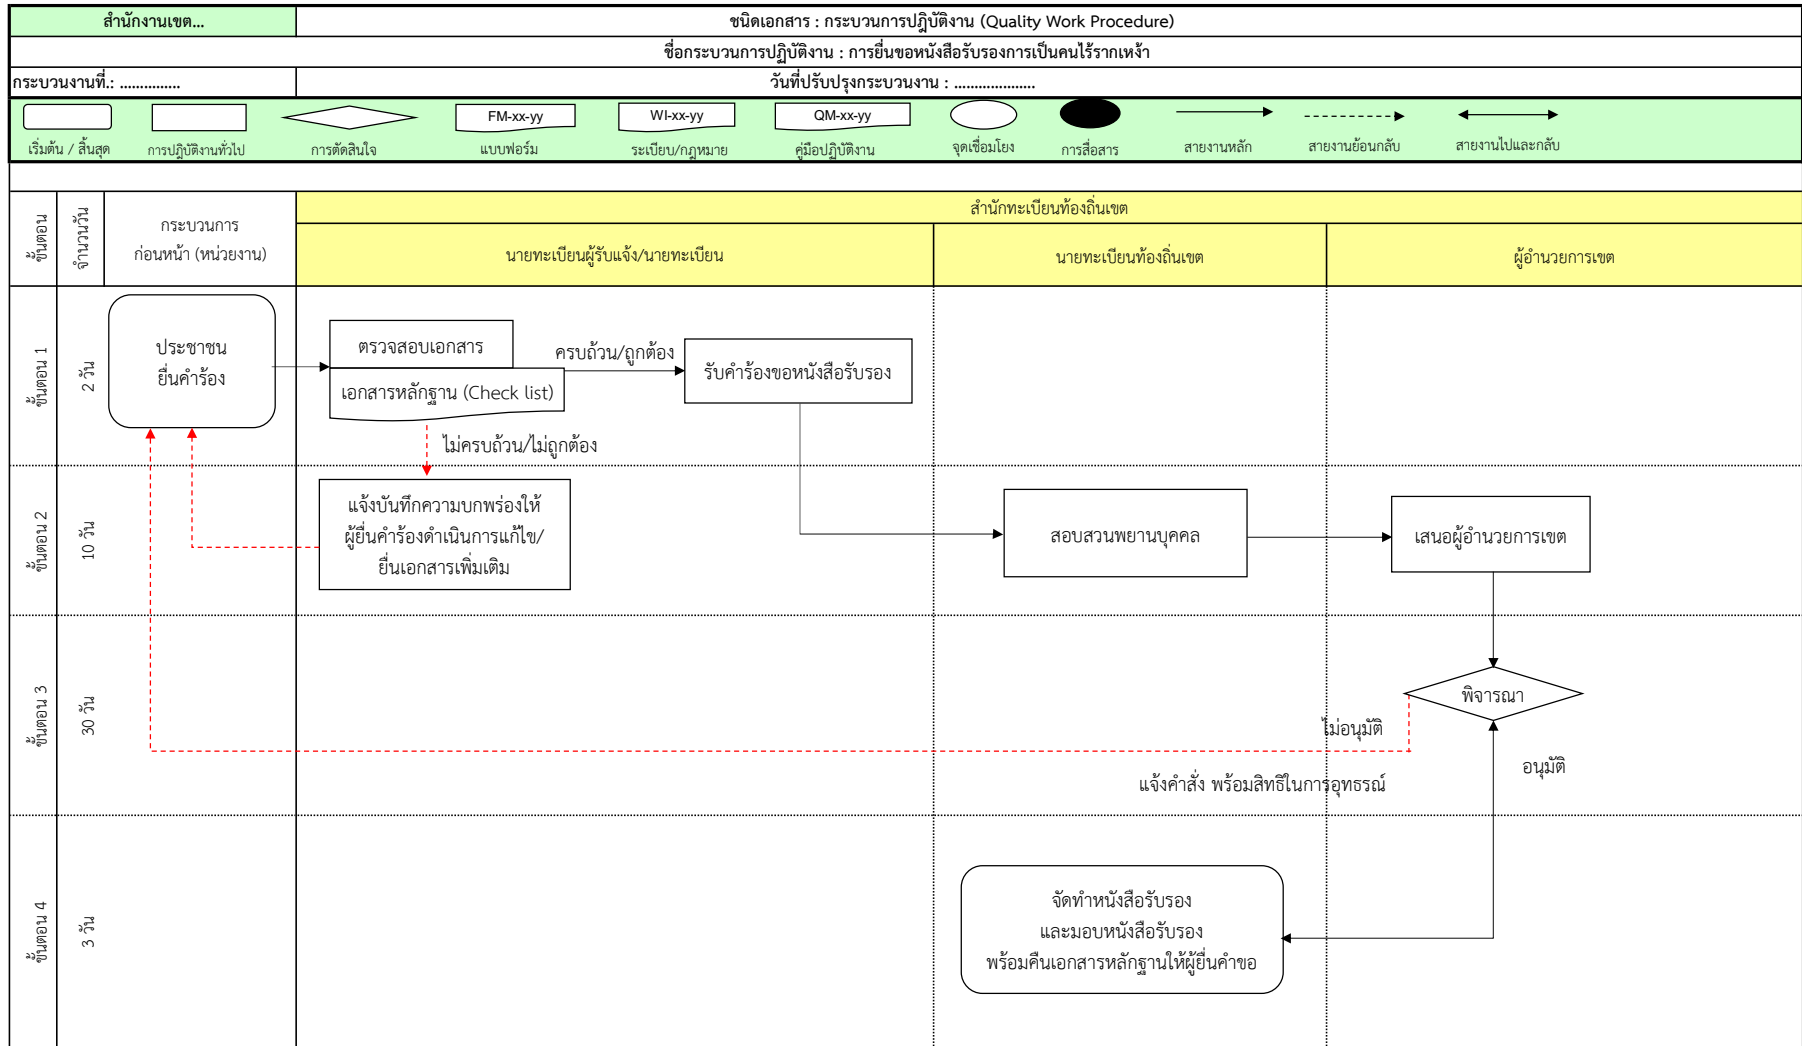 สำนักงานเขต...
ชนิดเอกสาร : กระบวนการปฏิบัติงาน (Quality Work Procedure)
ชื่อกระบวนการปฏิบัติงาน : การยื่นขอหนังสือรับรองการเป็นคนไร้รากเหง้า
กระบวนงานที่.: ...............
วันที่ปรับปรุงกระบวนงาน : ....................
FM-xx-yy
WI-xx-yy
QM-xx-yy
เริ่มต้น / สิ้นสุด
การปฏิบัติงานทั่วไป
การตัดสินใจ
แบบฟอร์ม
ระเบียบ/กฎหมาย
คู่มือปฏิบัติงาน
จุดเชื่อมโยง
การสื่อสาร
สายงานหลัก
สายงานย้อนกลับ
สายงานไปและกลับ
ขั้นตอน
จำนวนวัน
กระบวนการ
ก่อนหน้า (หน่วยงาน)
สำนักทะเบียนท้องถิ่นเขต
นายทะเบียนผู้รับแจ้ง/นายทะเบียน
นายทะเบียนท้องถิ่นเขต
ผู้อำนวยการเขต
ขั้นตอน 1
2 วัน
ประชาชน
ยื่นคำร้อง
ตรวจสอบเอกสาร
เอกสารหลักฐาน (Check list)
ครบถ้วน/ถูกต้อง
รับคำร้องขอหนังสือรับรอง
ไม่ครบถ้วน/ไม่ถูกต้อง
ขั้นตอน 2
10 วัน
แจ้งบันทึกความบกพร่องให้
ผู้ยื่นคำร้องดำเนินการแก้ไข/
ยื่นเอกสารเพิ่มเติม
สอบสวนพยานบุคคล
เสนอผู้อำนวยการเขต
ขั้นตอน 3
30 วัน
พิจารณา
ไม่อนุมัติ
อนุมัติ
แจ้งคำสั่ง พร้อมสิทธิในการอุทธรณ์
ขั้นตอน 4
3 วัน
จัดทำหนังสือรับรอง
และมอบหนังสือรับรอง
พร้อมคืนเอกสารหลักฐานให้ผู้ยื่นคำขอ